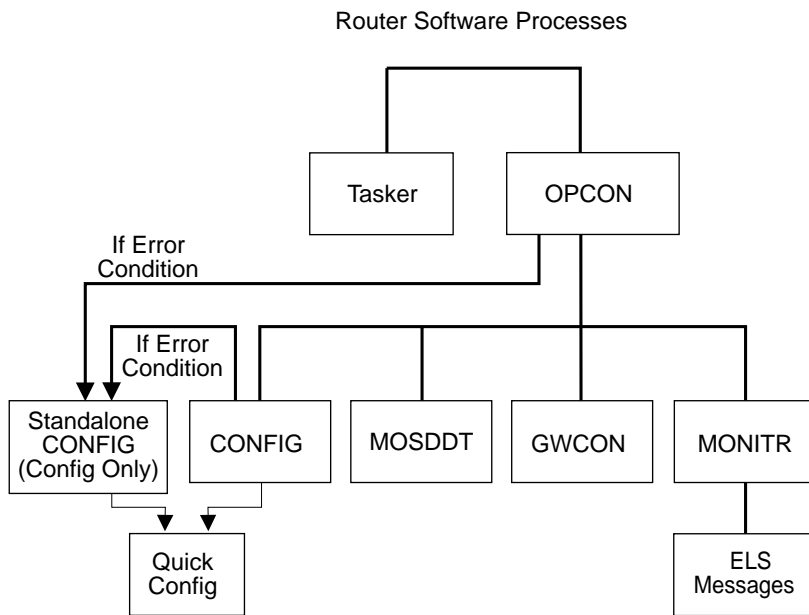 Router Software Processes
Tasker
OPCON
If Error
Condition
If Error
Condition
Standalone
CONFIG
(Config Only)
CONFIG
MOSDDT
GWCON
MONITR
Quick
Config
ELS
Messages